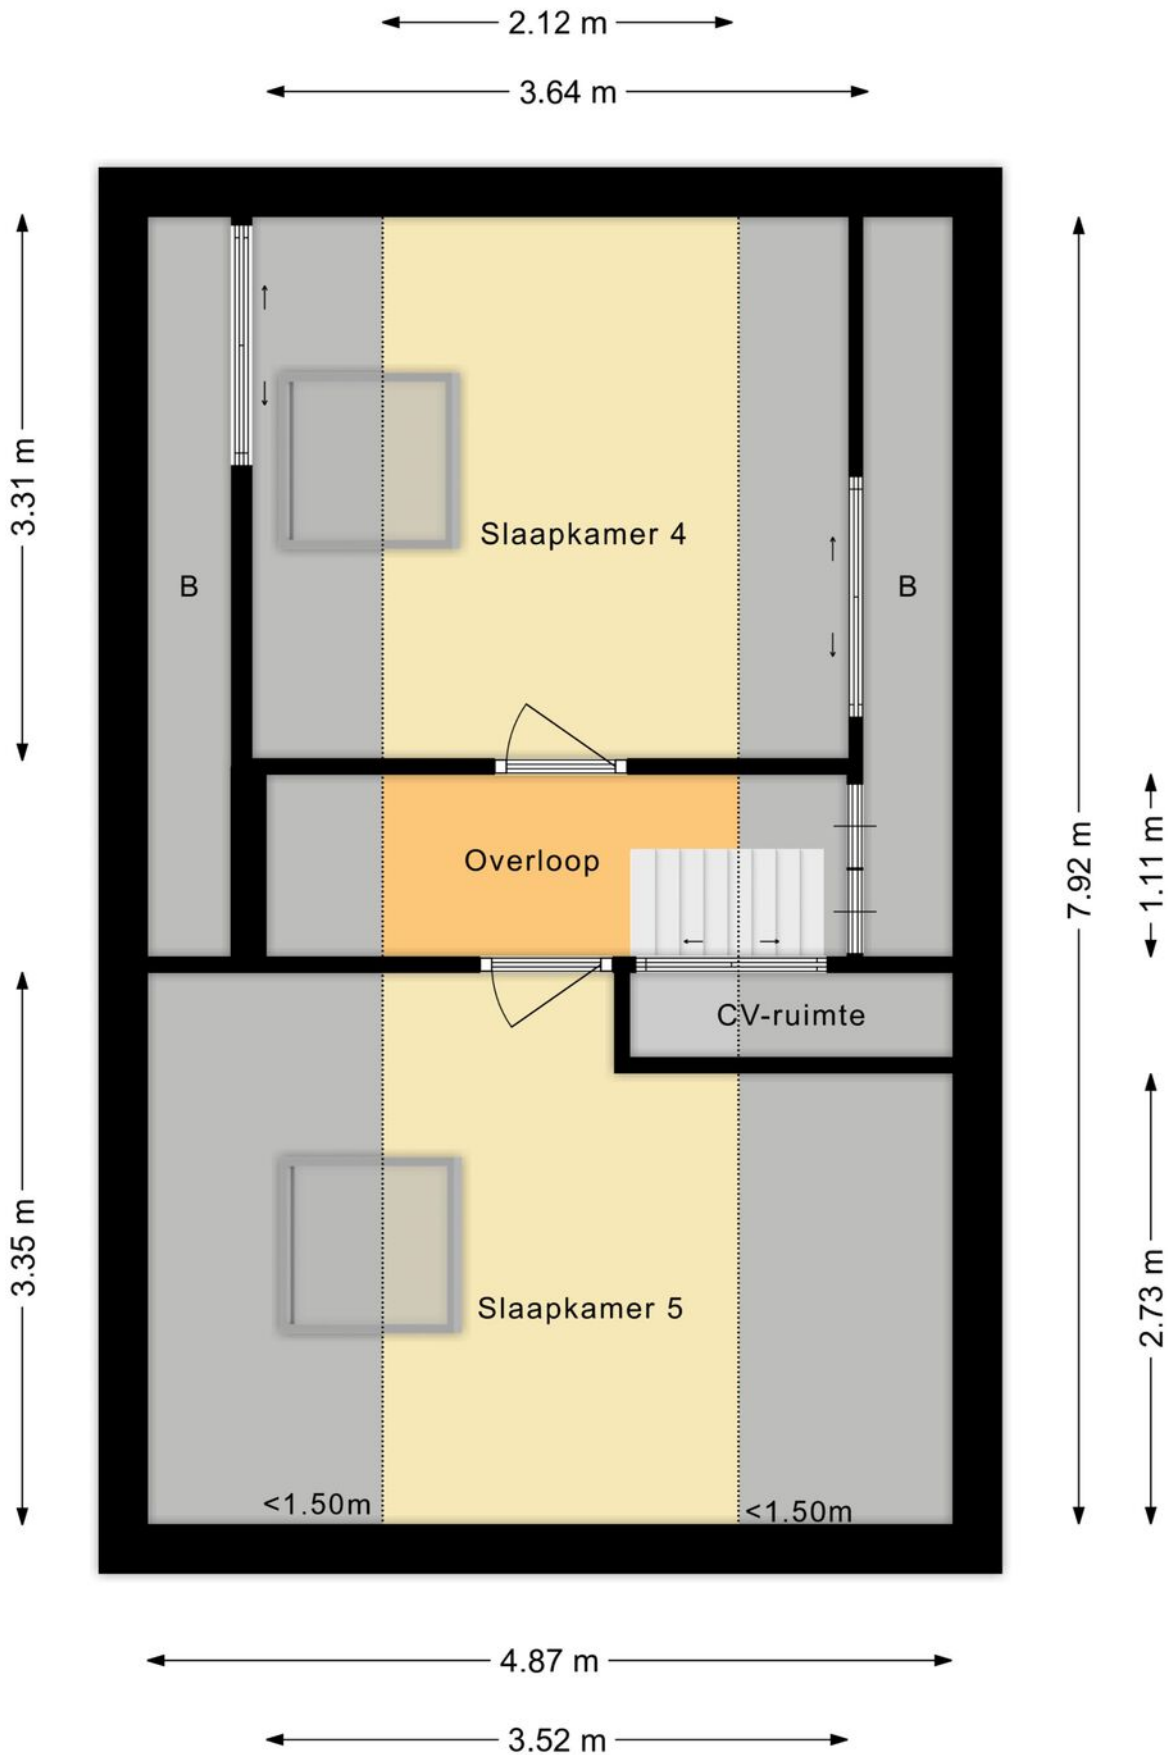 2.12 m
3.64 m
3.31 m
Slaapkamer 4
B
B
Overloop
7.92 m
1.11 m
CV-ruimte
3.35 m
Slaapkamer 5
2.73 m
<1.50m
<1.50m
4.87 m
3.52 m